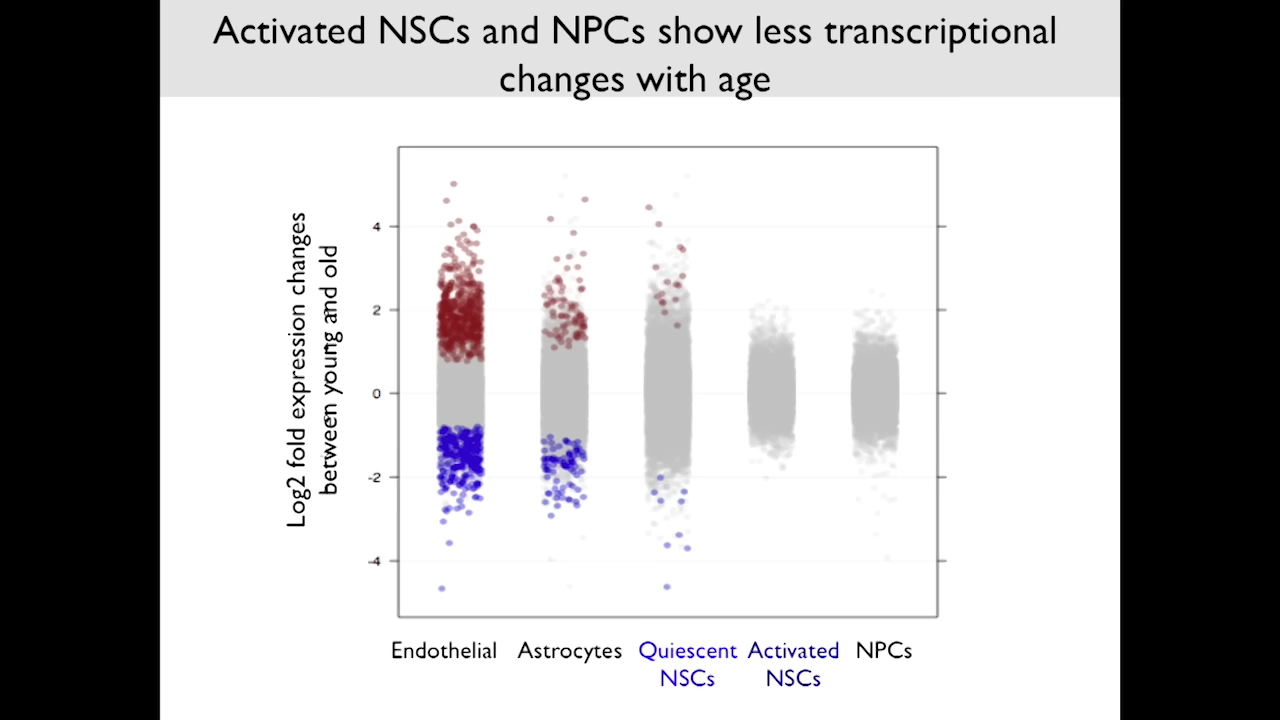 Activated NSCs and NPCs show less transcriptional
changes with age
Log2 fold expression changes
between young and old
4
2
0
-2
-4
Endothelial
Astrocytes
Quiescent
NSCs
Activated
NSCs
NPCs